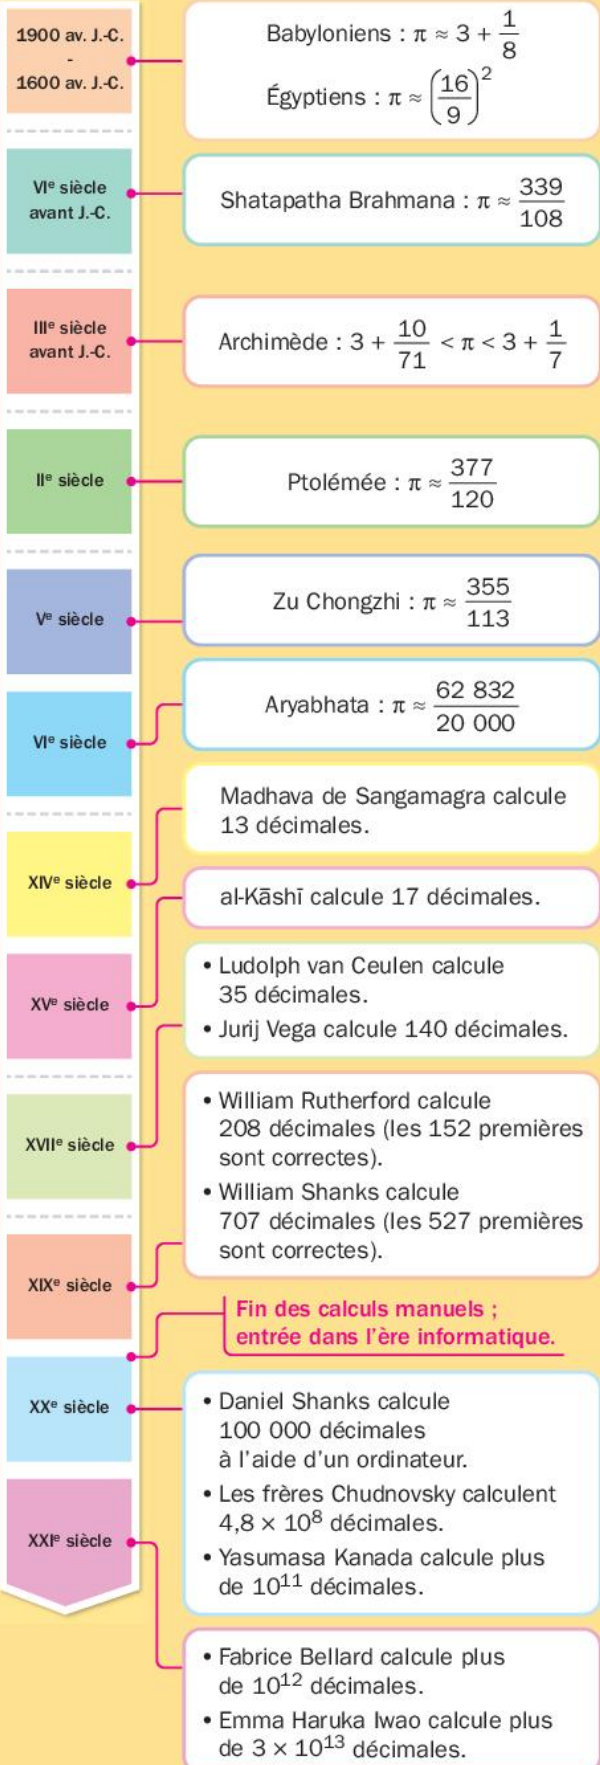 1900 av. J.-C.
-
1600 av. J.-C.
Babyloniens : π ≈ 3 + 1/8
Égyptiens : π ≈ (16/9)²
VIᵉ siècle
avant J.-C.
Shatapatha Brahmana : π ≈ 339/108
IIIᵉ siècle
avant J.-C.
Archimède : 3 + 10/71 < π < 3 + 1/7
IIᵉ siècle
Ptolémée : π ≈ 377/120
Vᵉ siècle
Zu Chongzhi : π ≈ 355/113
VIᵉ siècle
Aryabhata : π ≈ 62 832/20 000
XIVᵉ siècle
Madhava de Sangamagra calcule
13 décimales.
XVᵉ siècle
al-Kāshī calcule 17 décimales.
XVIIᵉ siècle
• Ludolph van Ceulen calcule
35 décimales.
• Jurij Vega calcule 140 décimales.
XIXᵉ siècle
• William Rutherford calcule
208 décimales (les 152 premières
sont correctes).
• William Shanks calcule
707 décimales (les 527 premières
sont correctes).
Fin des calculs manuels ;
entrée dans l'ère informatique.
XXᵉ siècle
• Daniel Shanks calcule
100 000 décimales
à l'aide d'un ordinateur.
• Les frères Chudnovsky calculent
4,8 × 10⁸ décimales.
• Yasumasa Kanada calcule plus
de 10¹¹ décimales.
XXIᵉ siècle
• Fabrice Bellard calcule plus
de 10¹² décimales.
• Emma Haruka Iwao calcule plus
de 3 × 10¹³ décimales.